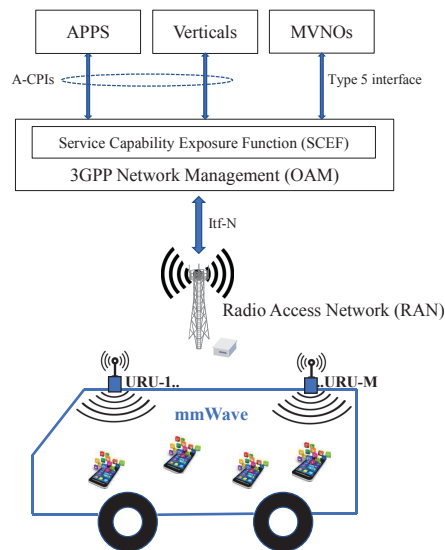 APPS
Verticals
MVNOs
A-CPIs
Type 5 interface
Service Capability Exposure Function (SCEF)
3GPP Network Management (OAM)
Itf-N
Radio Access Network (RAN)
URU-1..
..URU-M
mmWave